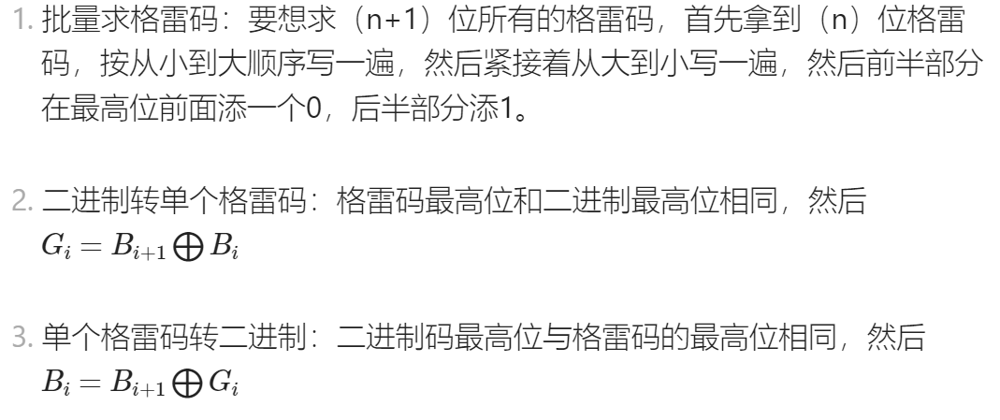 1. 批量求格雷码：要想求（n+1）位所有的格雷码，首先拿到（n）位格雷
码，按从小到大顺序写一遍，然后紧接着从大到小写一遍，然后前半部分
在最高位前面添一个0，后半部分添1。
2. 二进制转单个格雷码：格雷码最高位和二进制最高位相同，然后
G_i = B_{i+1} ⊕ B_i
3. 单个格雷码转二进制：二进制码最高位与格雷码的最高位相同，然后
B_i = B_{i+1} ⊕ G_i